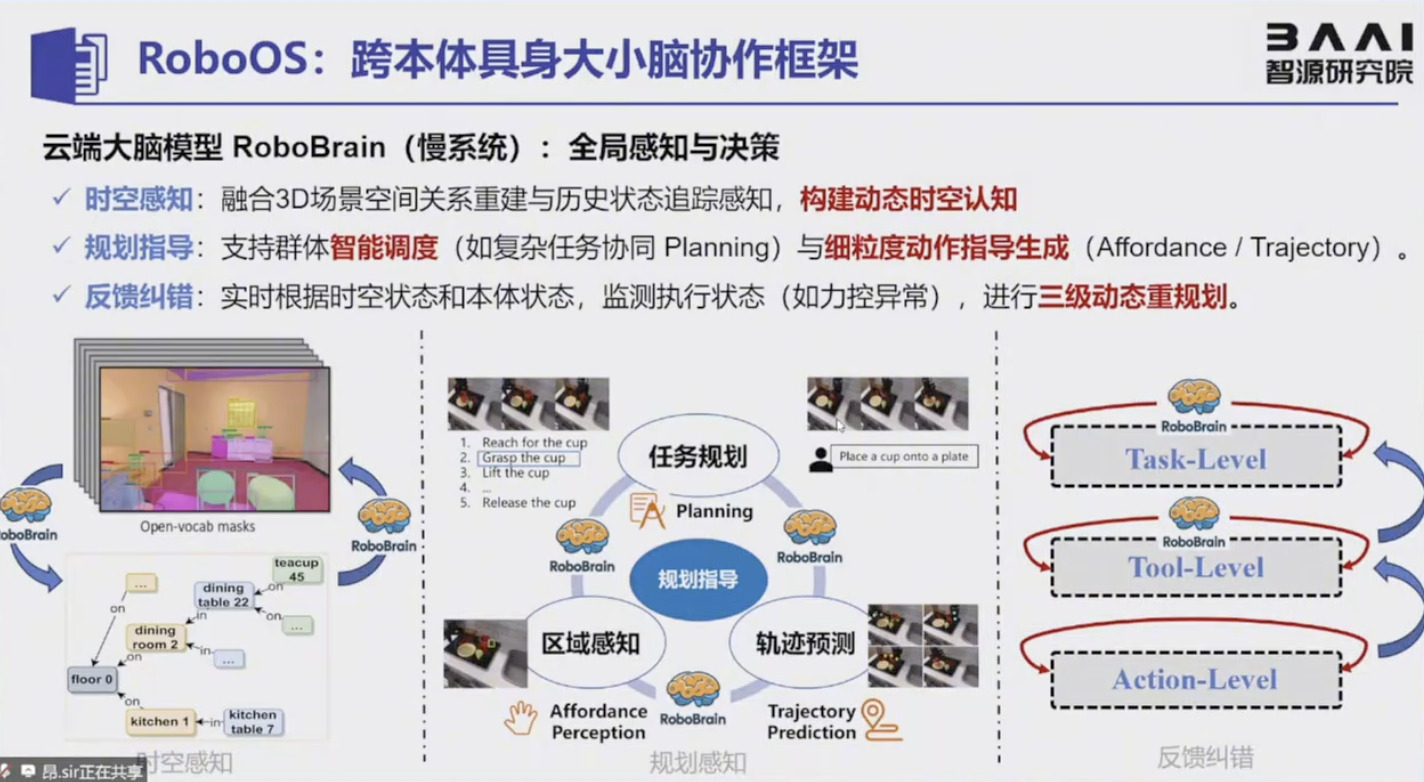 RoboOS：跨本体具身大小脑协作框架
BAAI
智源研究院
云端大脑模型 RoboBrain（慢系统）：全局感知与决策
✓ 时空感知：融合3D场景空间关系重建与历史状态追踪感知，构建动态时空认知
✓ 规划指导：支持群体智能调度（如复杂任务协同 Planning）与细粒度动作指导生成（Affordance / Trajectory）。
✓ 反馈纠错：实时根据时空状态和本体状态，监测执行状态（如力控异常），进行三级动态重规划。
Open-vocab masks
RoboBrain
RoboBrain
teacup 45
on
dining table 22
on
...
...
on
in
dining room 2
in
...
on
floor 0
on
kitchen 1
in
kitchen table 7
时空感知
1. Reach for the cup
2. Grasp the cup
3. Lift the cup
4. ...
5. Release the cup
任务规划
Planning
Place a cup onto a plate
RoboBrain
RoboBrain
规划指导
区域感知
轨迹预测
Affordance Perception
RoboBrain
Trajectory Prediction
规划感知
RoboBrain
Task-Level
RoboBrain
Tool-Level
Action-Level
反馈纠错
昂.sir正在共享